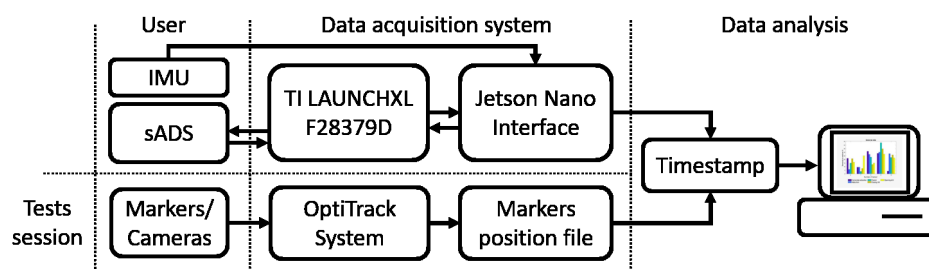 User
Data acquisition system
Data analysis
IMU
sADS
TI LAUNCHXL
F28379D
Jetson Nano
Interface
Timestamp
Tests
session
Markers/
Cameras
OptiTrack
System
Markers
position file